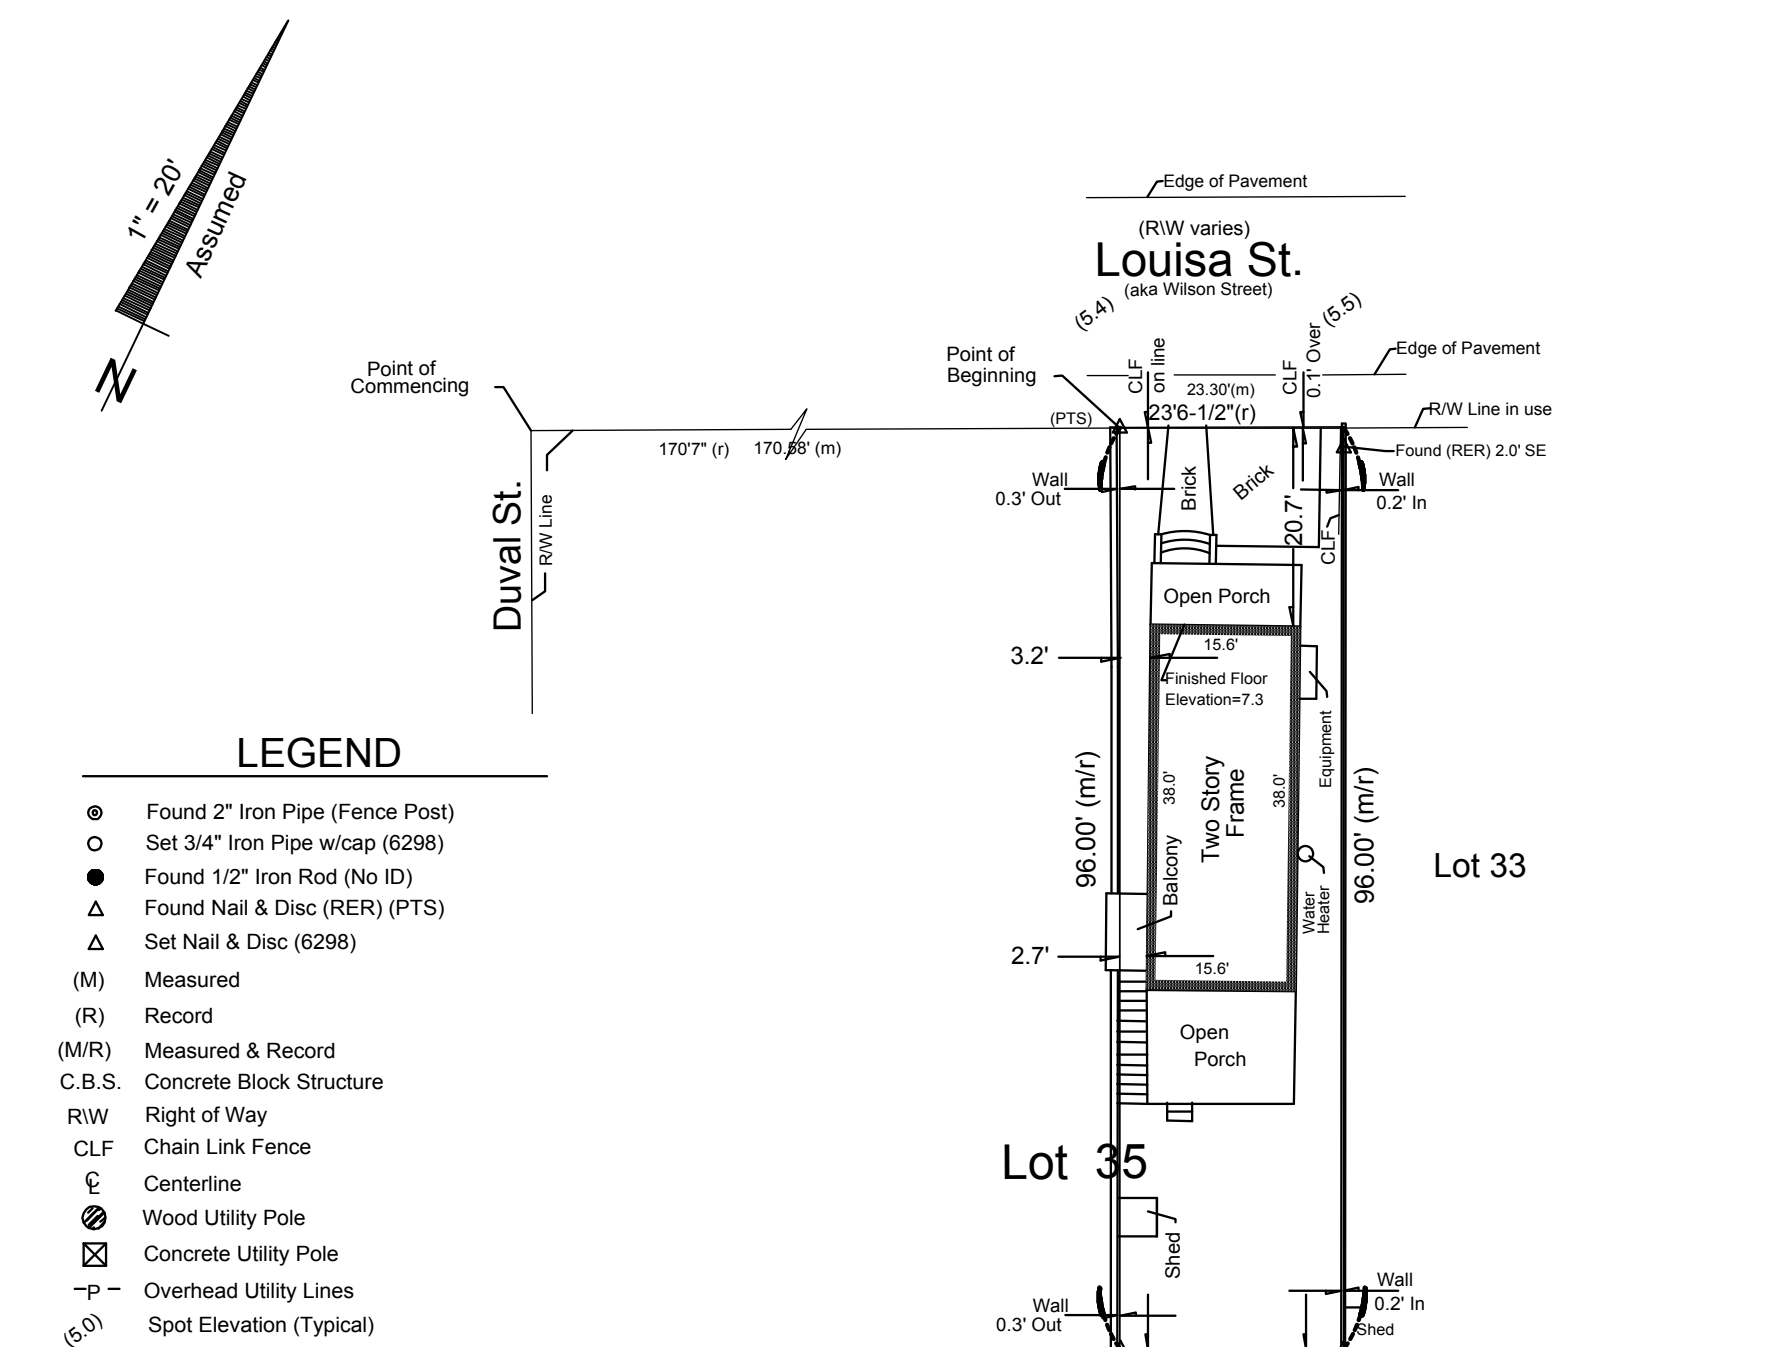 1" = 20'
Assumed
N
Edge of Pavement
(R\W varies)
Louisa St.
(aka Wilson Street)
(5.4)
(5.5)
Point of
Commencing
Point of
Beginning
CLF
on line
CLF
0.1' Over
Edge of Pavement
23.30'(m)
23'6-1/2"(r)
(PTS)
R/W Line in use
170'7" (r)
170.58' (m)
Found (RER) 2.0' SE
Duval St.
R/W Line
Wall
0.3' Out
Brick
Brick
20.7'
CLF
Wall
0.2' In
Open Porch
3.2'
15.6'
Finished Floor
Elevation=7.3
Equipment
96.00' (m/r)
38.0'
Two Story
Frame
38.0'
96.00' (m/r)
Balcony
Water
Heater
Lot 33
2.7'
15.6'
Open
Porch
Lot 35
Shed
Wall
0.3' Out
Wall
0.2' In
Shed
LEGEND
Found 2" Iron Pipe (Fence Post)
Set 3/4" Iron Pipe w/cap (6298)
Found 1/2" Iron Rod (No ID)
Found Nail & Disc (RER) (PTS)
Set Nail & Disc (6298)
(M) Measured
(R) Record
(M/R) Measured & Record
C.B.S. Concrete Block Structure
R\W Right of Way
CLF Chain Link Fence
℄ Centerline
Wood Utility Pole
Concrete Utility Pole
P Overhead Utility Lines
(5.0) Spot Elevation (Typical)